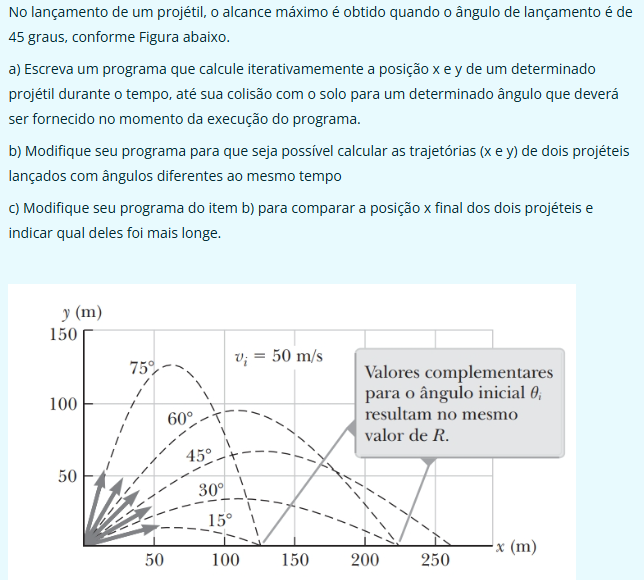 No lançamento de um projétil, o alcance máximo é obtido quando o ângulo de lançamento é de
45 graus, conforme Figura abaixo.
a) Escreva um programa que calcule iterativamemente a posição x e y de um determinado
projétil durante o tempo, até sua colisão com o solo para um determinado ângulo que deverá
ser fornecido no momento da execução do programa.
b) Modifique seu programa para que seja possível calcular as trajetórias (x e y) de dois projéteis
lançados com ângulos diferentes ao mesmo tempo
c) Modifique seu programa do item b) para comparar a posição x final dos dois projéteis e
indicar qual deles foi mais longe.
y (m)
150
75°
v_i = 50 m/s
Valores complementares
para o ângulo inicial θ_i
resultam no mesmo
valor de R.
100
60°
45°
50
30°
15°
x (m)
50 100 150 200 250